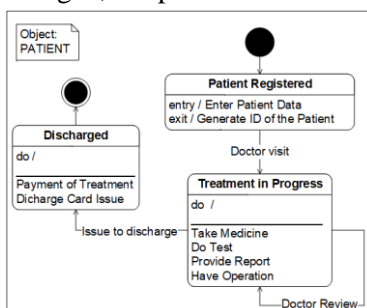 Object:
PATIENT
Patient Registered
entry / Enter Patient Data
exit / Generate ID of the Patient
Doctor visit
Discharged
do /
Payment of Treatment
Dicharge Card Issue
Issue to discharge
Treatment in Progress
do /
Take Medicine
Do Test
Provide Report
Have Operation
Doctor Review